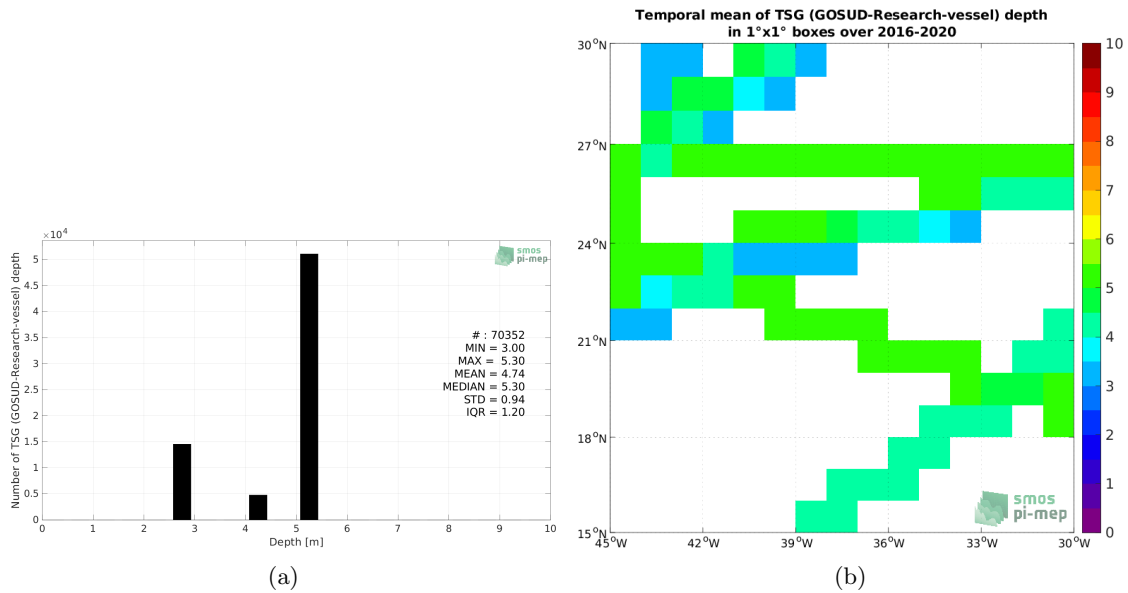 ×10⁴
5
4.5
4
3.5
3
2.5
2
1.5
1
0.5
0
Number of TSG (GOSUD-Research-vessel) depth
smos
pi-mep
# : 70352
MIN = 3.00
MAX = 5.30
MEAN = 4.74
MEDIAN = 5.30
STD = 0.94
IQR = 1.20
0 1 2 3 4 5 6 7 8 9 10
Depth [m]
(a)
Temporal mean of TSG (GOSUD-Research-vessel) depth
in 1°x1° boxes over 2016-2020
30°N
27°N
24°N
21°N
18°N
15°N
45°W 42°W 39°W 36°W 33°W 30°W
smos
pi-mep
10
9
8
7
6
5
4
3
2
1
0
(b)